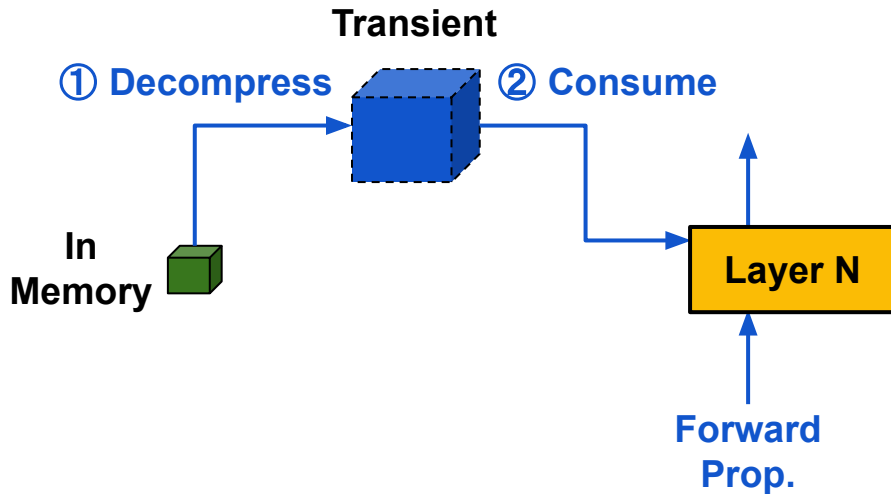 Transient
① Decompress
② Consume
In
Memory
Layer N
Forward
Prop.